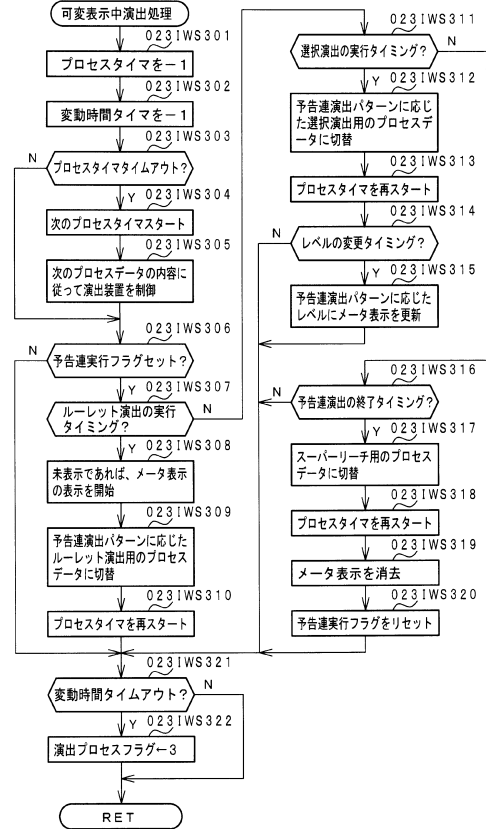 可変表示中演出処理
023IWS301
プロセスタイマを−1
023IWS302
変動時間タイマを−1
023IWS303
プロセスタイマタイムアウト？
N
Y
023IWS304
次のプロセスタイマスタート
023IWS305
次のプロセスデータの内容に
従って演出装置を制御
023IWS306
予告連実行フラグセット？
N
Y
023IWS307
ルーレット演出の実行
タイミング？
N
Y
023IWS308
未表示であれば、メータ表示
の表示を開始
023IWS309
予告連演出パターンに応じた
ルーレット演出用のプロセス
データに切替
023IWS310
プロセスタイマを再スタート
023IWS311
選択演出の実行タイミング？
N
Y
023IWS312
予告連演出パターンに応じ
た選択演出用のプロセスデ
ータに切替
023IWS313
プロセスタイマを再スタート
023IWS314
レベルの変更タイミング？
N
Y
023IWS315
予告連演出パターンに応じた
レベルにメータ表示を更新
023IWS316
予告連演出の終了タイミング？
N
Y
023IWS317
スーパーリーチ用のプロセス
データに切替
023IWS318
プロセスタイマを再スタート
023IWS319
メータ表示を消去
023IWS320
予告連実行フラグをリセット
023IWS321
変動時間タイムアウト？
N
Y
023IWS322
演出プロセスフラグ←3
RET